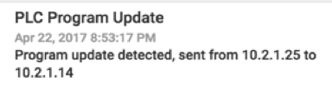 PLC Program Update
Apr 22, 2017 8:53:17 PM
Program update detected, sent from 10.2.1.25 to
10.2.1.14